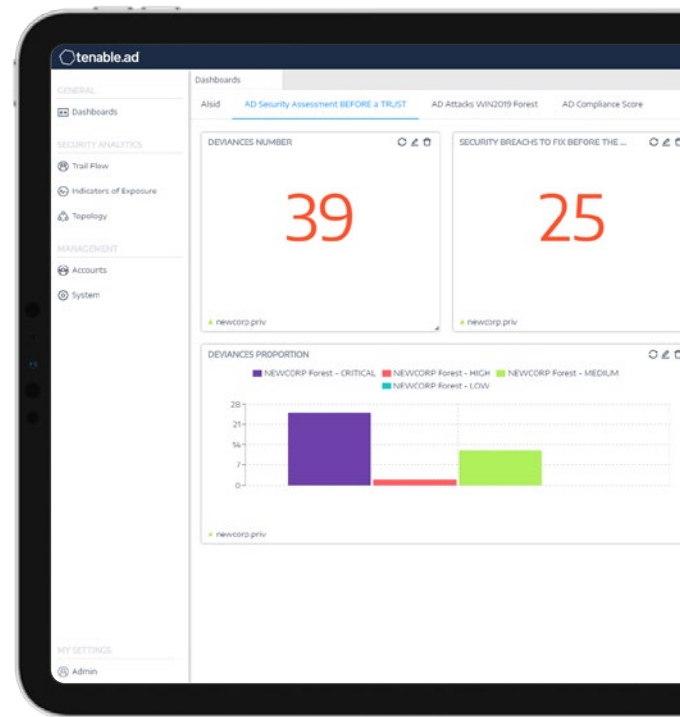 tenable.ad
GENERAL
Dashboards
SECURITY ANALYTICS
Trail Flow
Indicators of Exposure
Topology
MANAGEMENT
Accounts
System
MY SETTINGS
Admin
Dashboards
Alsid AD Security Assessment BEFORE a TRUST AD Attacks WIN2019 Forest AD Compliance Score
DEVIANCES NUMBER
39
newcorp.priv
SECURITY BREACHS TO FIX BEFORE THE ...
25
newcorp.priv
DEVIANCES PROPORTION
NEWCORP Forest - CRITICAL NEWCORP Forest - HIGH NEWCORP Forest - MEDIUM
NEWCORP Forest - LOW
28
21
14
7
0
newcorp.priv